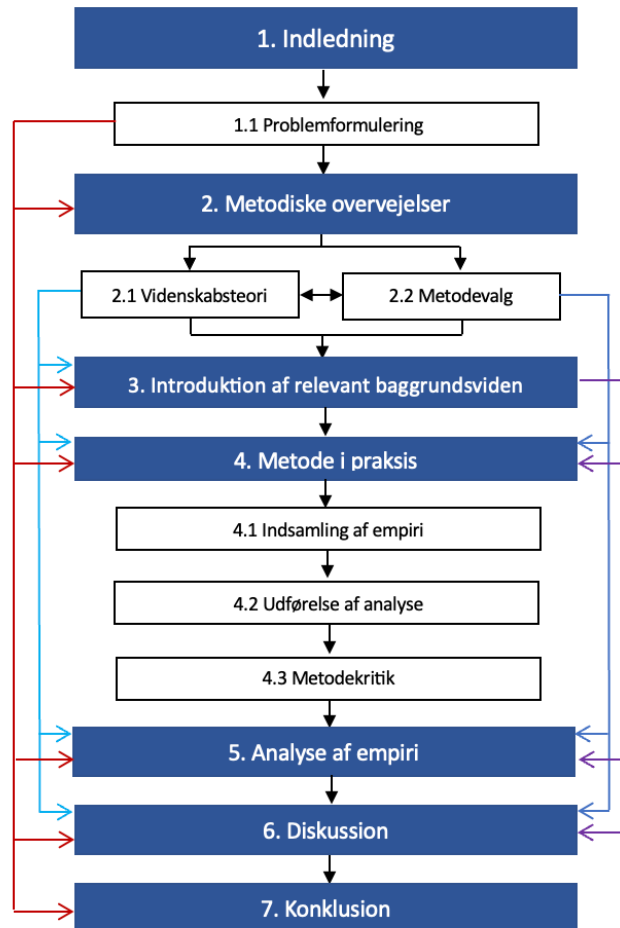 1. Indledning
1.1 Problemformulering
2. Metodiske overvejelser
2.1 Videnskabsteori
2.2 Metodevalg
3. Introduktion af relevant baggrundsviden
4. Metode i praksis
4.1 Indsamling af empiri
4.2 Udførelse af analyse
4.3 Metodekritik
5. Analyse af empiri
6. Diskussion
7. Konklusion